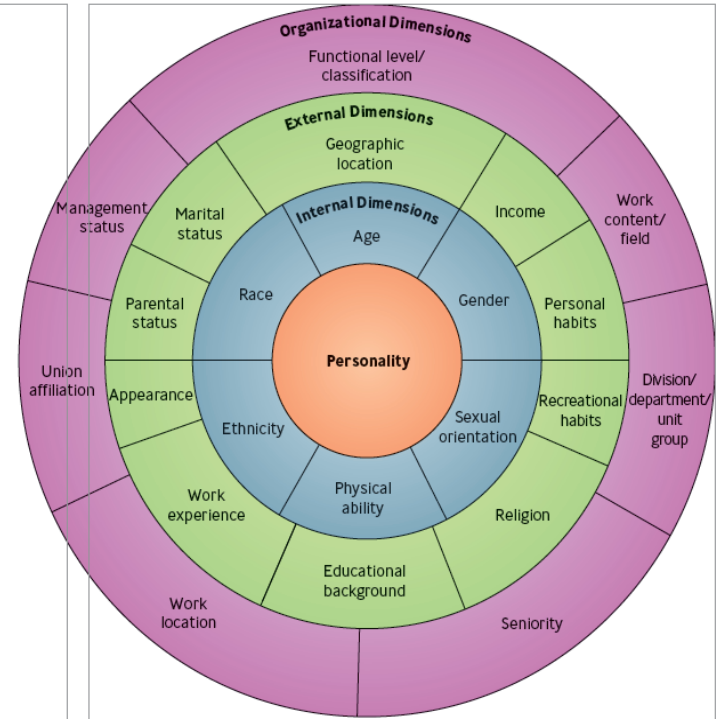 Organizational Dimensions
Functional level/
classification
External Dimensions
Geographic
location
Internal Dimensions
Age
Management
status
Marital
status
Income
Work
content/
field
Race
Gender
Parental
status
Personal
habits
Personality
Union
affiliation
Appearance
Recreational
habits
Division/
department/
unit
group
Ethnicity
Sexual
orientation
Work
experience
Physical
ability
Religion
Educational
background
Work
location
Seniority